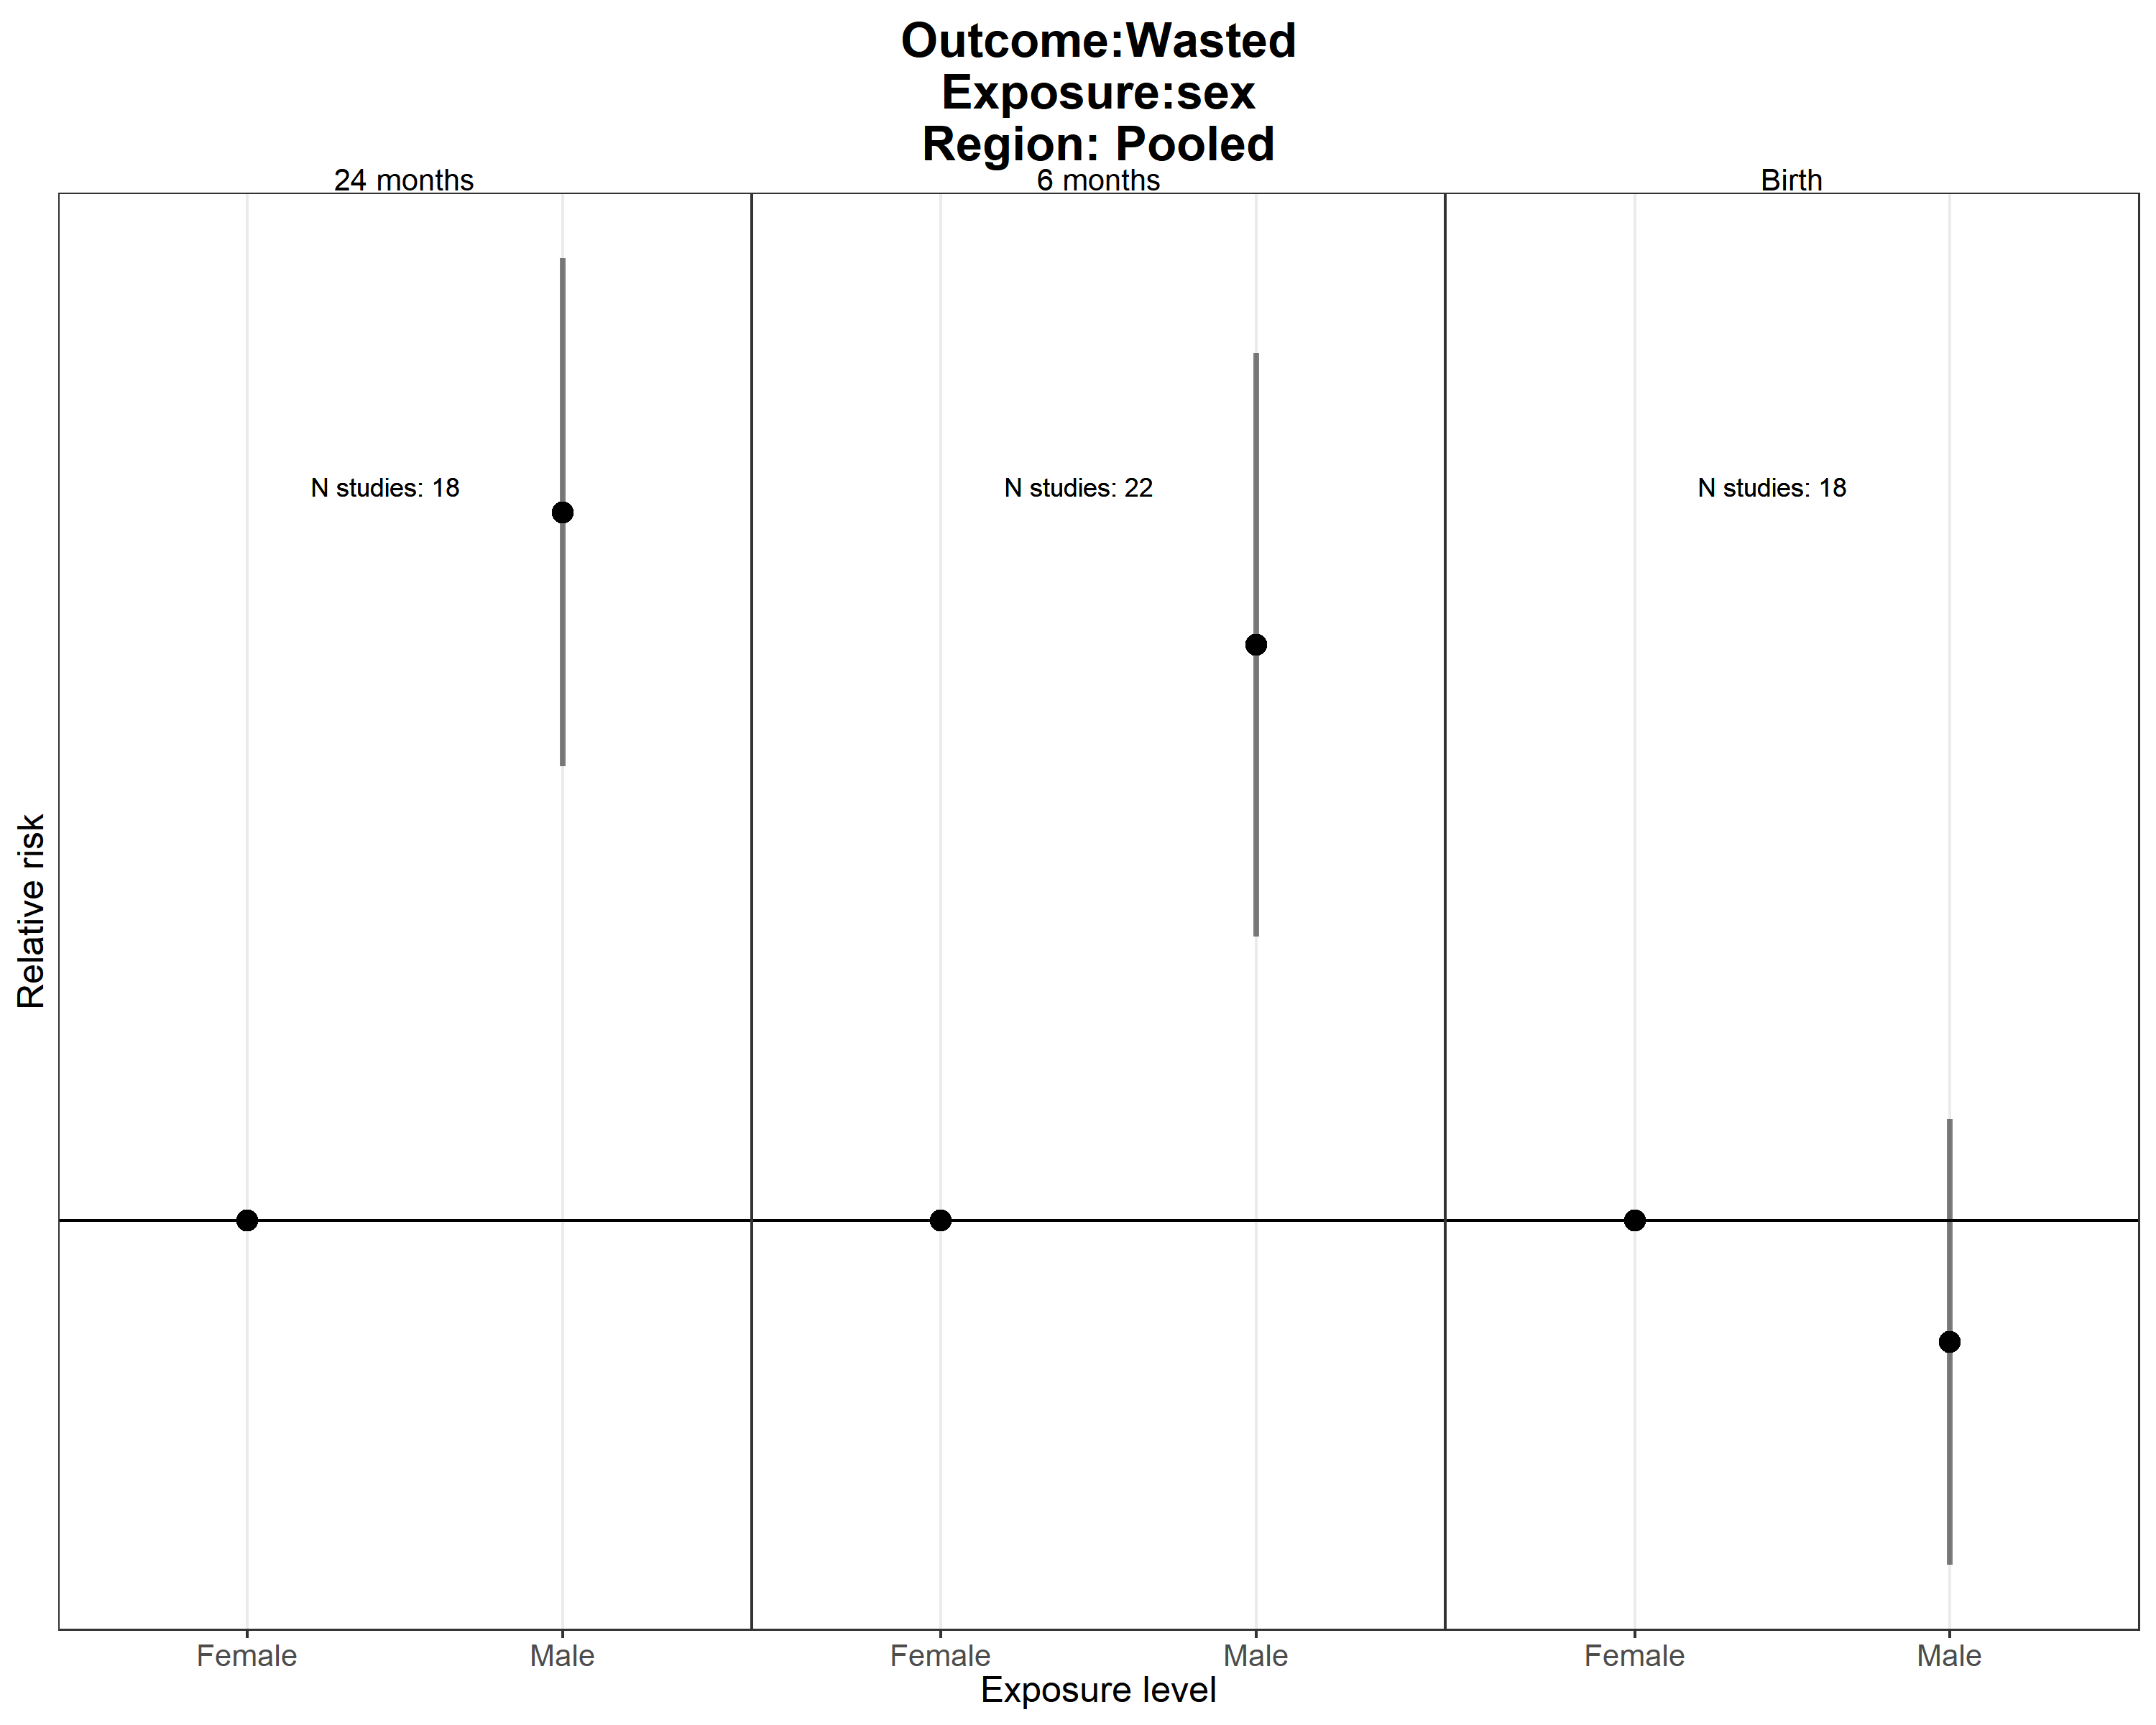 Outcome:Wasted
Exposure:sex
Region: Pooled
24 months
6 months
Birth
N studies: 18
N studies: 22
N studies: 18
Relative risk
Female
Male
Female
Male
Female
Male
Exposure level